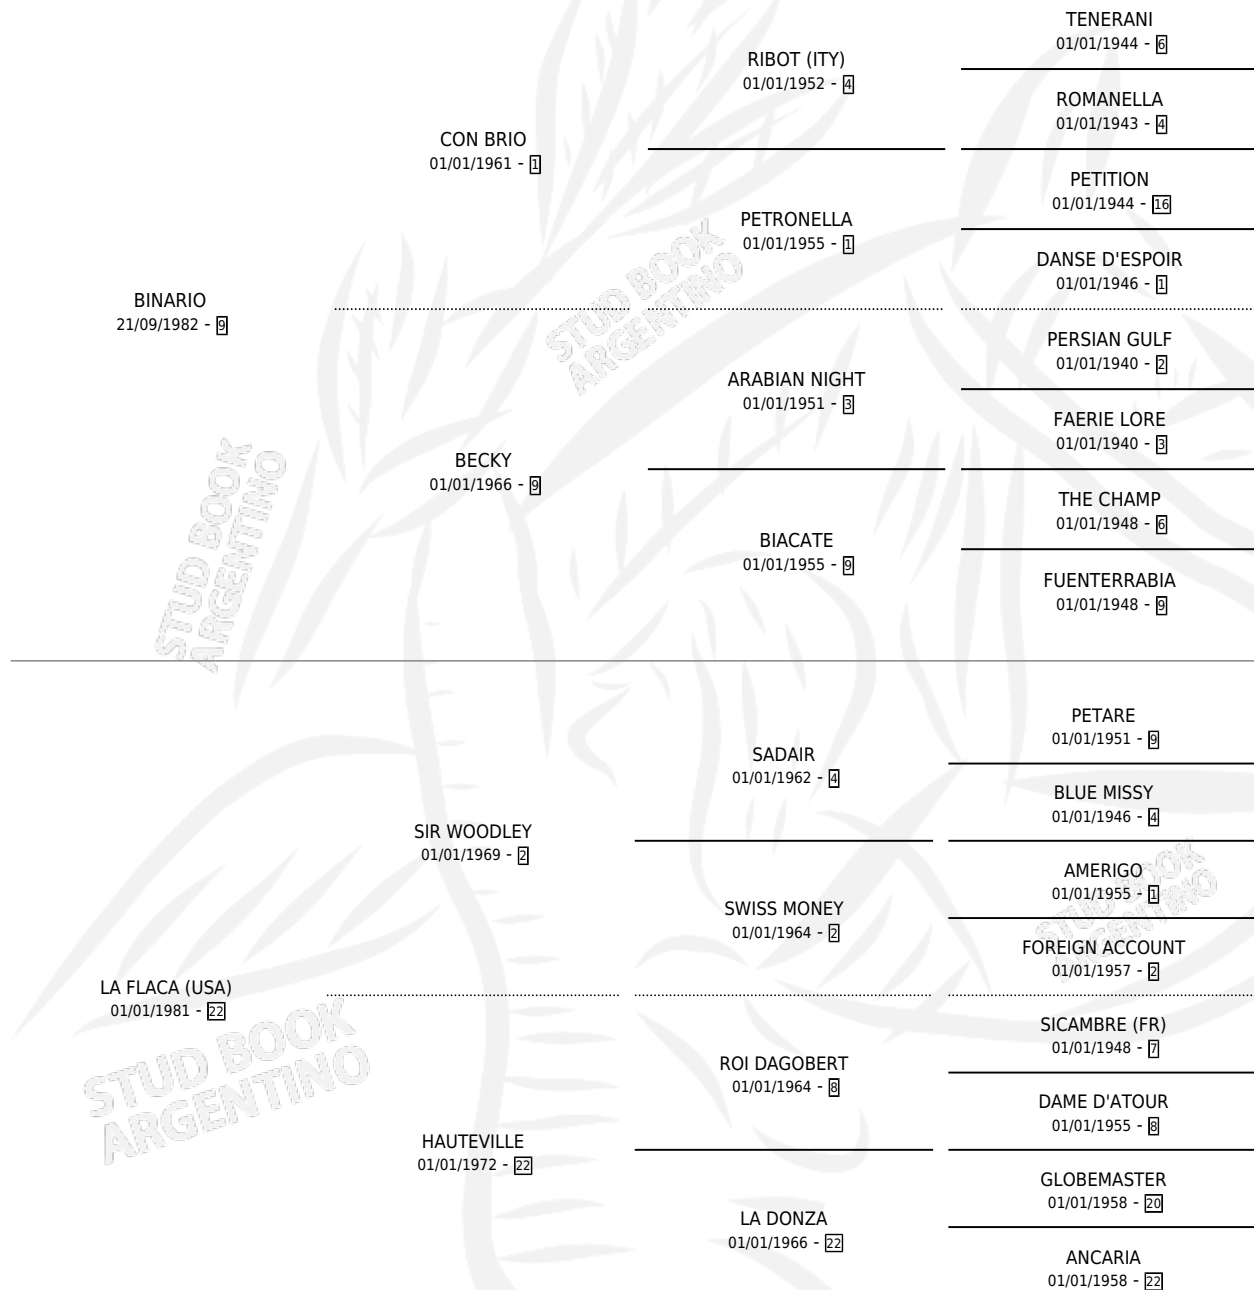 BINARIO
21/09/1982 - 9
CON BRIO
01/01/1961 - 1
RIBOT (ITY)
01/01/1952 - 4
TENERANI
01/01/1944 - 6
ROMANELLA
01/01/1943 - 4
PETRONELLA
01/01/1955 - 1
PETITION
01/01/1944 - 16
DANSE D'ESPOIR
01/01/1946 - 1
BECKY
01/01/1966 - 9
ARABIAN NIGHT
01/01/1951 - 3
PERSIAN GULF
01/01/1940 - 2
FAERIE LORE
01/01/1940 - 3
BIACATE
01/01/1955 - 9
THE CHAMP
01/01/1948 - 6
FUENTERRABIA
01/01/1948 - 9
LA FLACA (USA)
01/01/1981 - 22
SIR WOODLEY
01/01/1969 - 2
SADAIR
01/01/1962 - 4
PETARE
01/01/1951 - 9
BLUE MISSY
01/01/1946 - 4
SWISS MONEY
01/01/1964 - 2
AMERIGO
01/01/1955 - 1
FOREIGN ACCOUNT
01/01/1957 - 2
HAUTEVILLE
01/01/1972 - 22
ROI DAGOBERT
01/01/1964 - 8
SICAMBRE (FR)
01/01/1948 - 7
DAME D'ATOUR
01/01/1955 - 8
LA DONZA
01/01/1966 - 22
GLOBEMASTER
01/01/1958 - 20
ANCARIA
01/01/1958 - 22
STUD BOOK
ARGENTINO
STUD BOOK
ARGENTINO
STUD BOOK
ARGENTINO
STUD BOOK
ARGENTINO